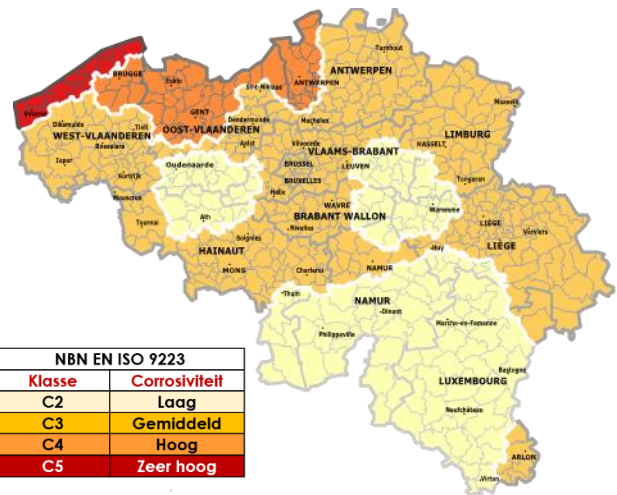 Turnhout
BRUGGE
Eeklo
ANTWERPEN
Sint-Niklaas
ANTWERPEN
Veurne
GENT
Maaseik
Diksmuide
Tielt
OOST-VLAANDEREN
Dendermonde
Mechelen
WEST-VLAANDEREN
Roeselare
Aalst
Vilvoorde
VLAAMS-BRABANT
HASSELT
LIMBURG
Ieper
Oudenaarde
BRUSSEL
LEUVEN
Kortrijk
BRUXELLES
Tongeren
Mouscron
Halle
WAVRE
Waremme
Tournai
Ath
BRABANT WALLON
LIÈGE
Verviers
Soignies
Nivelles
LIÈGE
HAINAUT
Huy
MONS
Charleroi
NAMUR
Thuin
NAMUR
Dinant
Philippeville
Marche-en-Famenne
Bastogne
LUXEMBOURG
Neufchâteau
ARLON
Virton
NBN EN ISO 9223
Klasse Corrosiviteit
C2 Laag
C3 Gemiddeld
C4 Hoog
C5 Zeer hoog